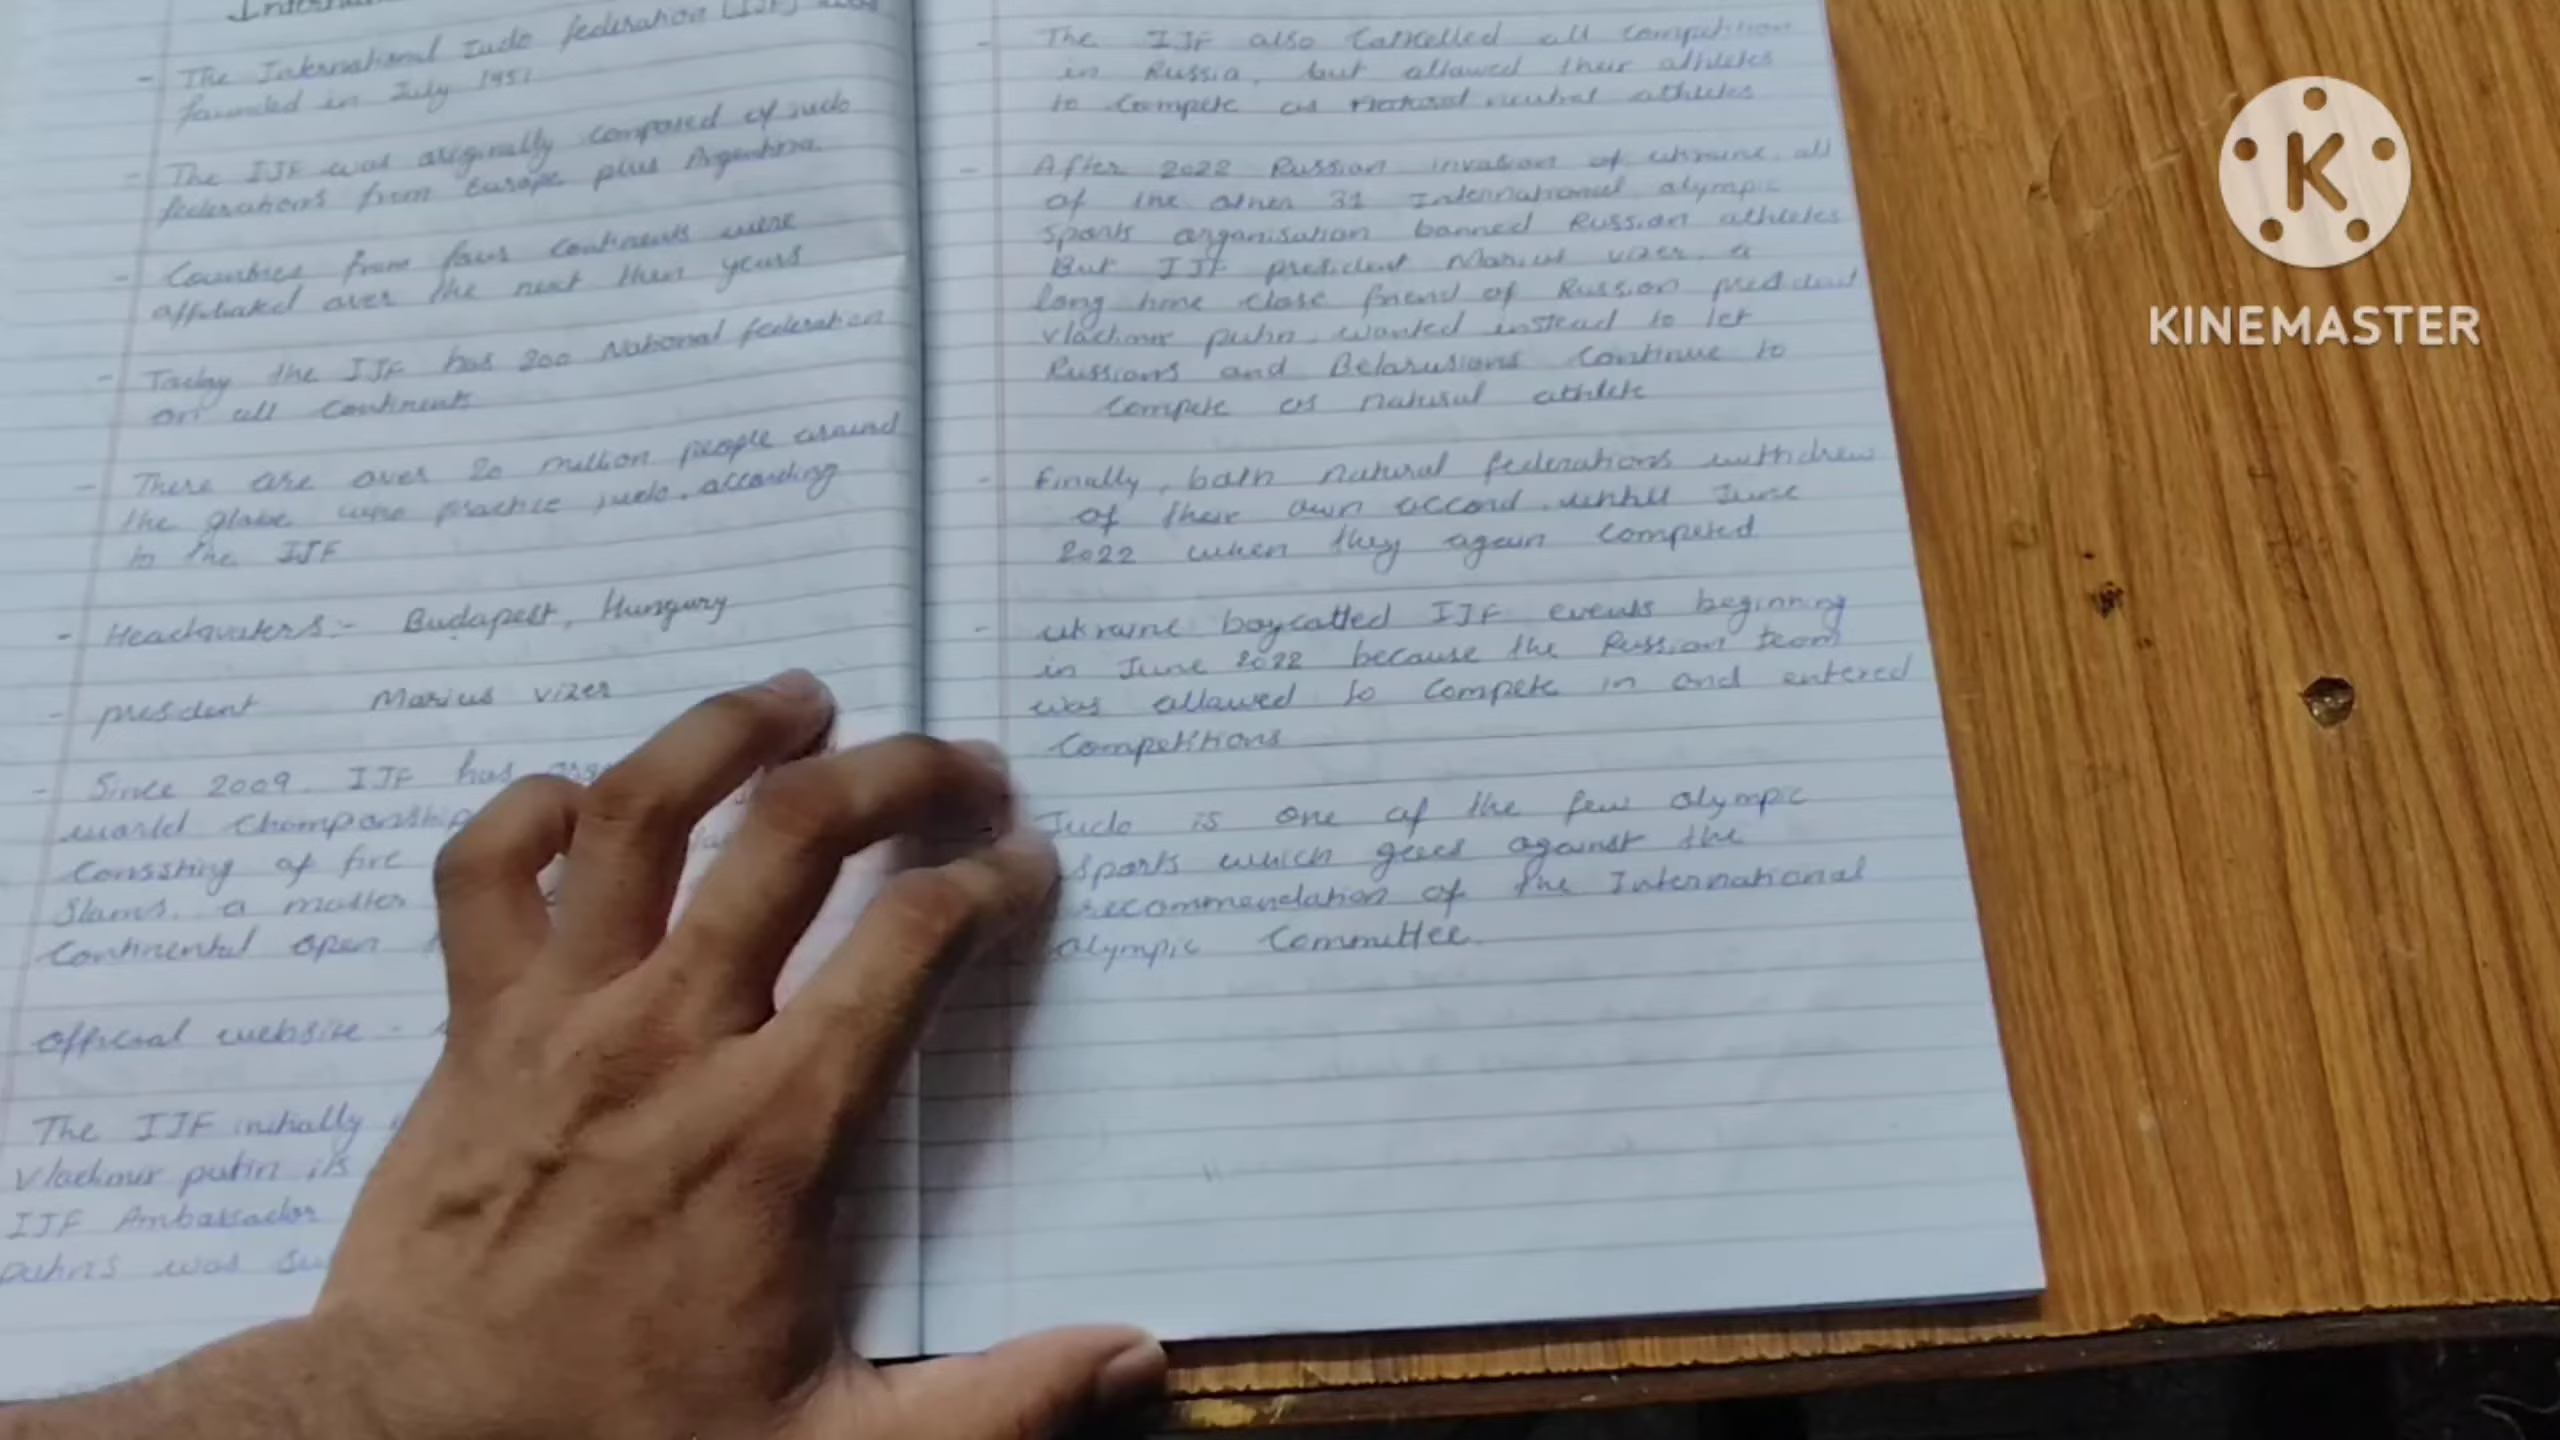 - The International Judo federation (IJF) was
founded in July 1951
- The IJF was originally composed of judo
federations from Europe plus Argentina.
- Countries from four continents were
affiliated over the next then years
- Today the IJF has 200 National federation
on all continents
- There are over 20 million people around
the globe who practice judo. according
to the IJF
- Headquaters:- Budapest, Hungury
- president Marius vizer
- Since 2009. IJF has
world Championship
Conssting of five
Slams, a master
Continental open
official website -
The IJF initially
Vladimir putin its
IJF Ambassador
putin's was
- The IJF also Cancelled all competition
in Russia, but allowed their athletes
to Compete as neutral athletes
- After 2022 Russian invasion of ukraine, all
of the other 31 International olympic
sports organisation banned Russian athletes
But IJF president Marius vizer, a
long time close friend of Russian president
vladimir putin, wanted instead to let
Russians and Belarusians Continue to
Compete as natural athlete
- Finally, both natural federations withdrew
of their own accord. untill June
2022 when they again competed
- ukraine boycotted IJF events beginning
in June 2022 because the Russian team
was allowed to Compete in and entered
Competitions
Judo is one of the few olympic
sports which goes against the
recommendation of the International
olympic Committee.
K
KINEMASTER